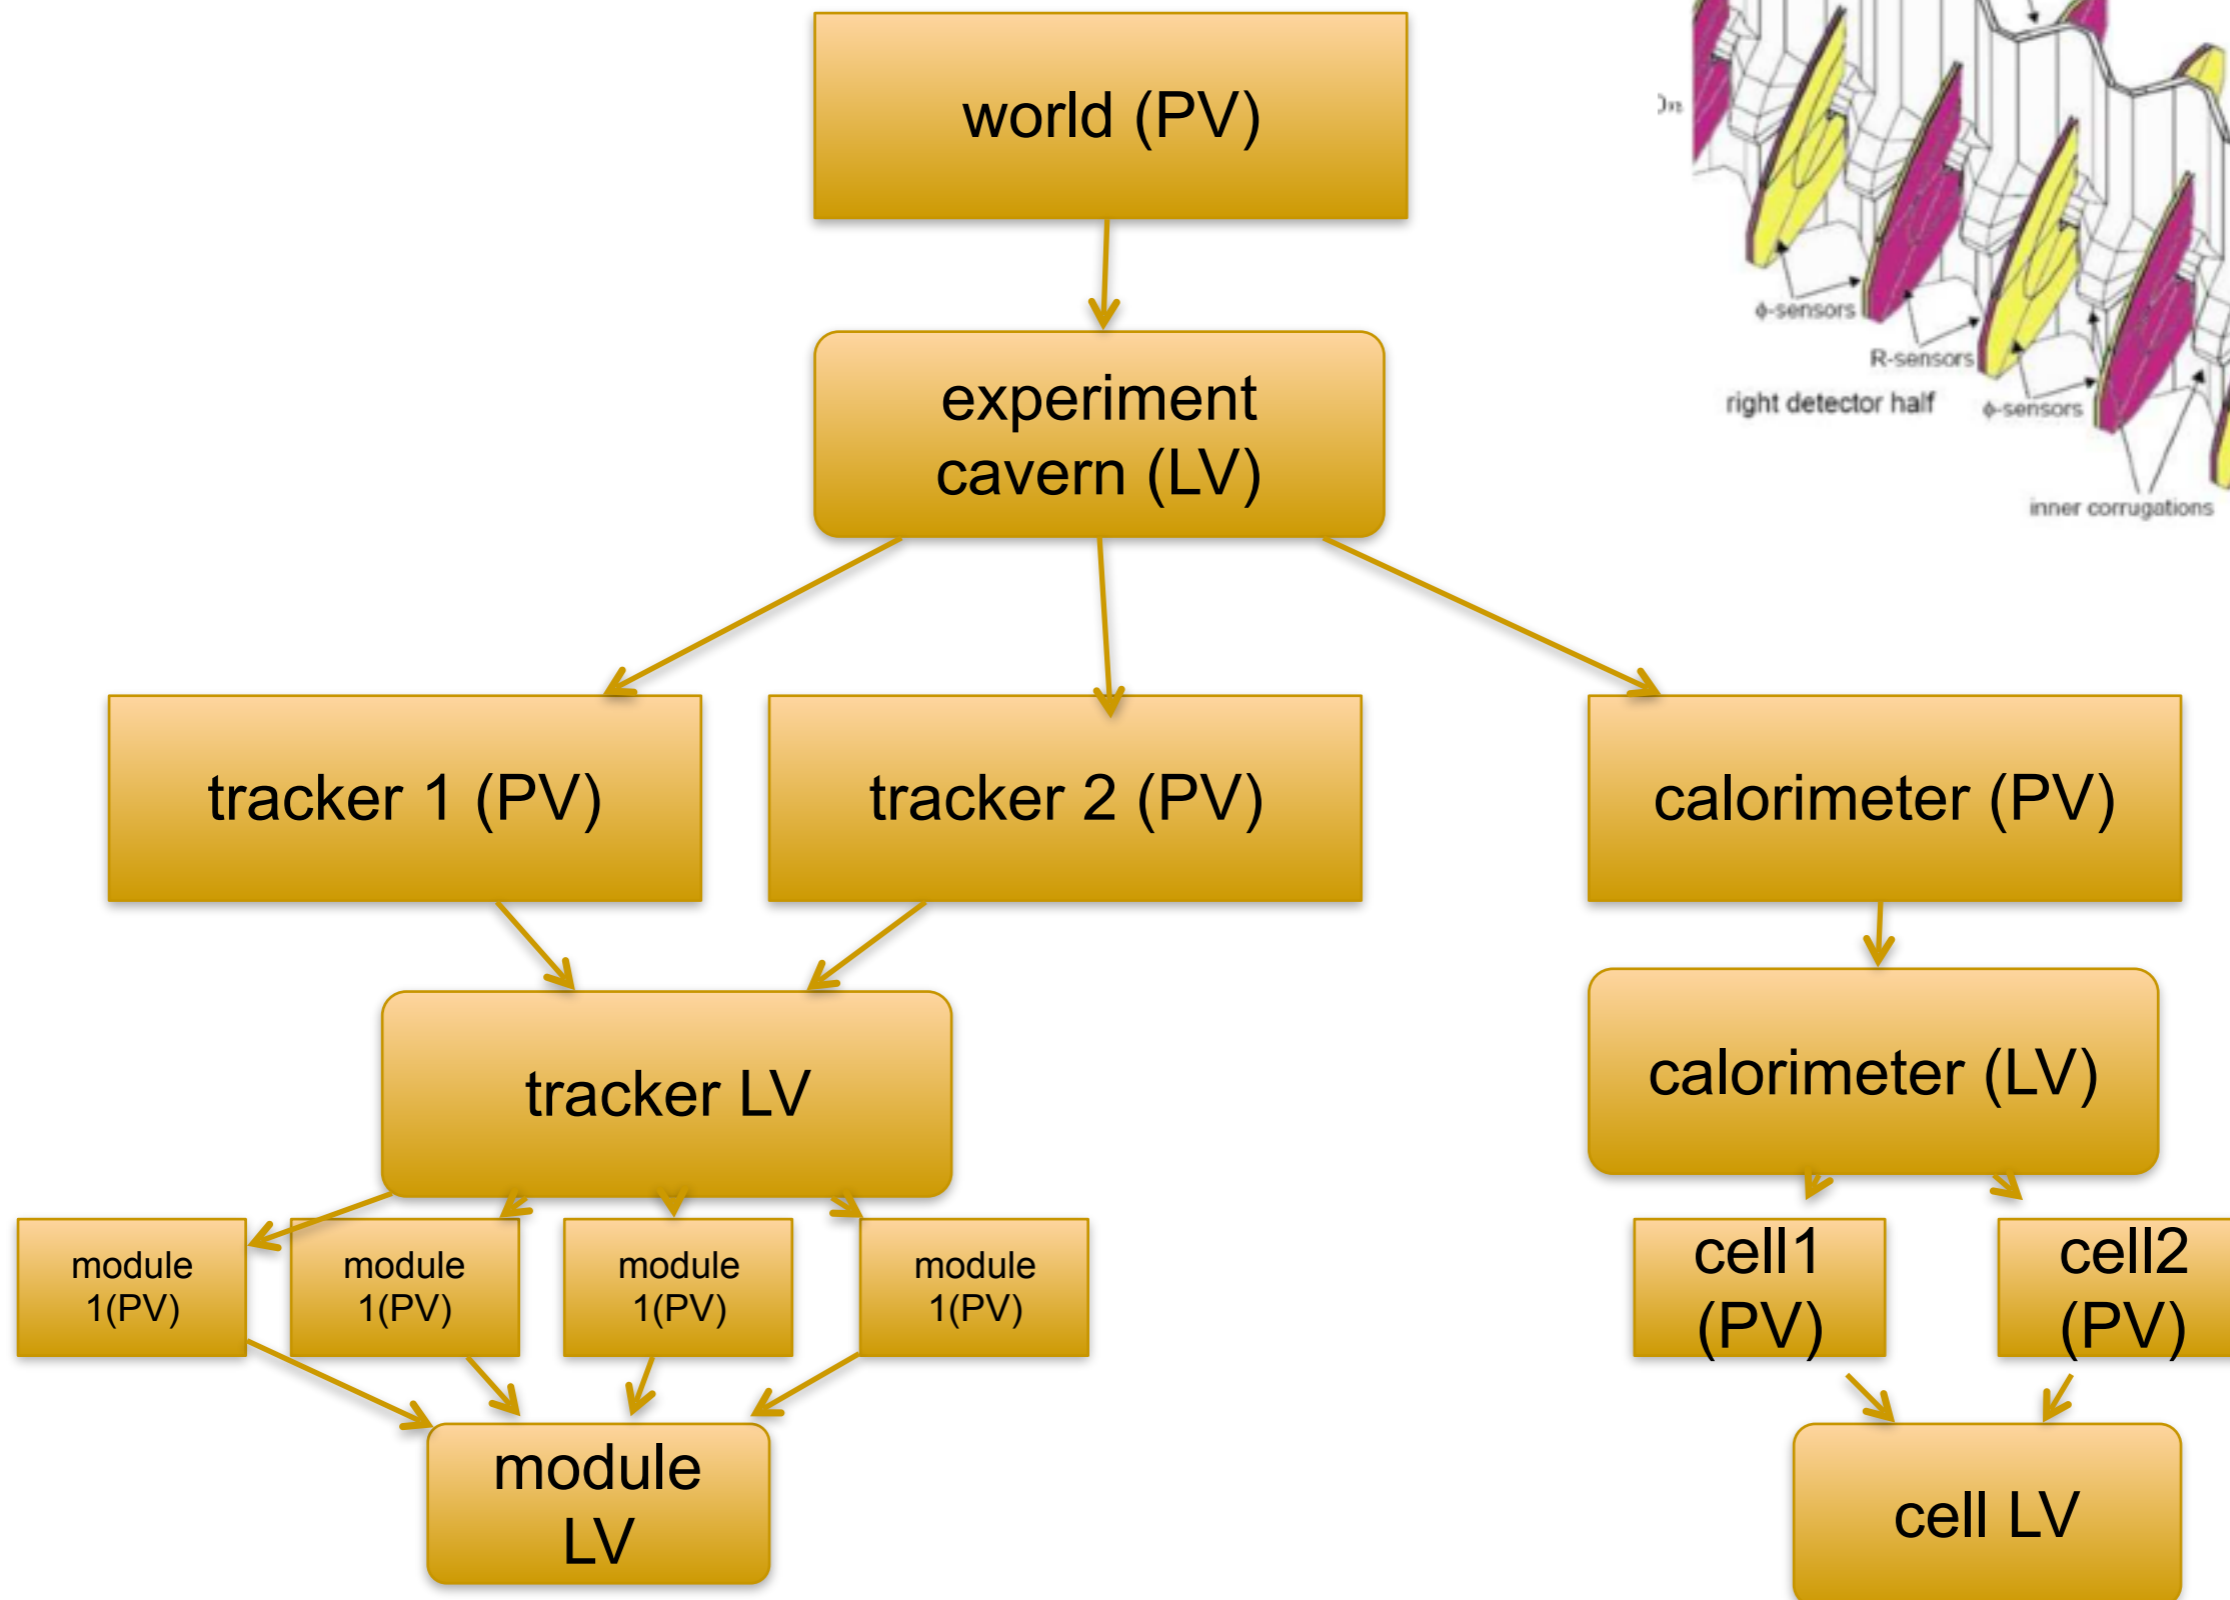 world (PV)
experiment
cavern (LV)
tracker 1 (PV)
tracker 2 (PV)
calorimeter (PV)
tracker LV
calorimeter (LV)
module
1(PV)
module
1(PV)
module
1(PV)
module
1(PV)
cell1
(PV)
cell2
(PV)
module
LV
cell LV
ϕ-sensors
R-sensors
right detector half
ϕ-sensors
inner corrugations